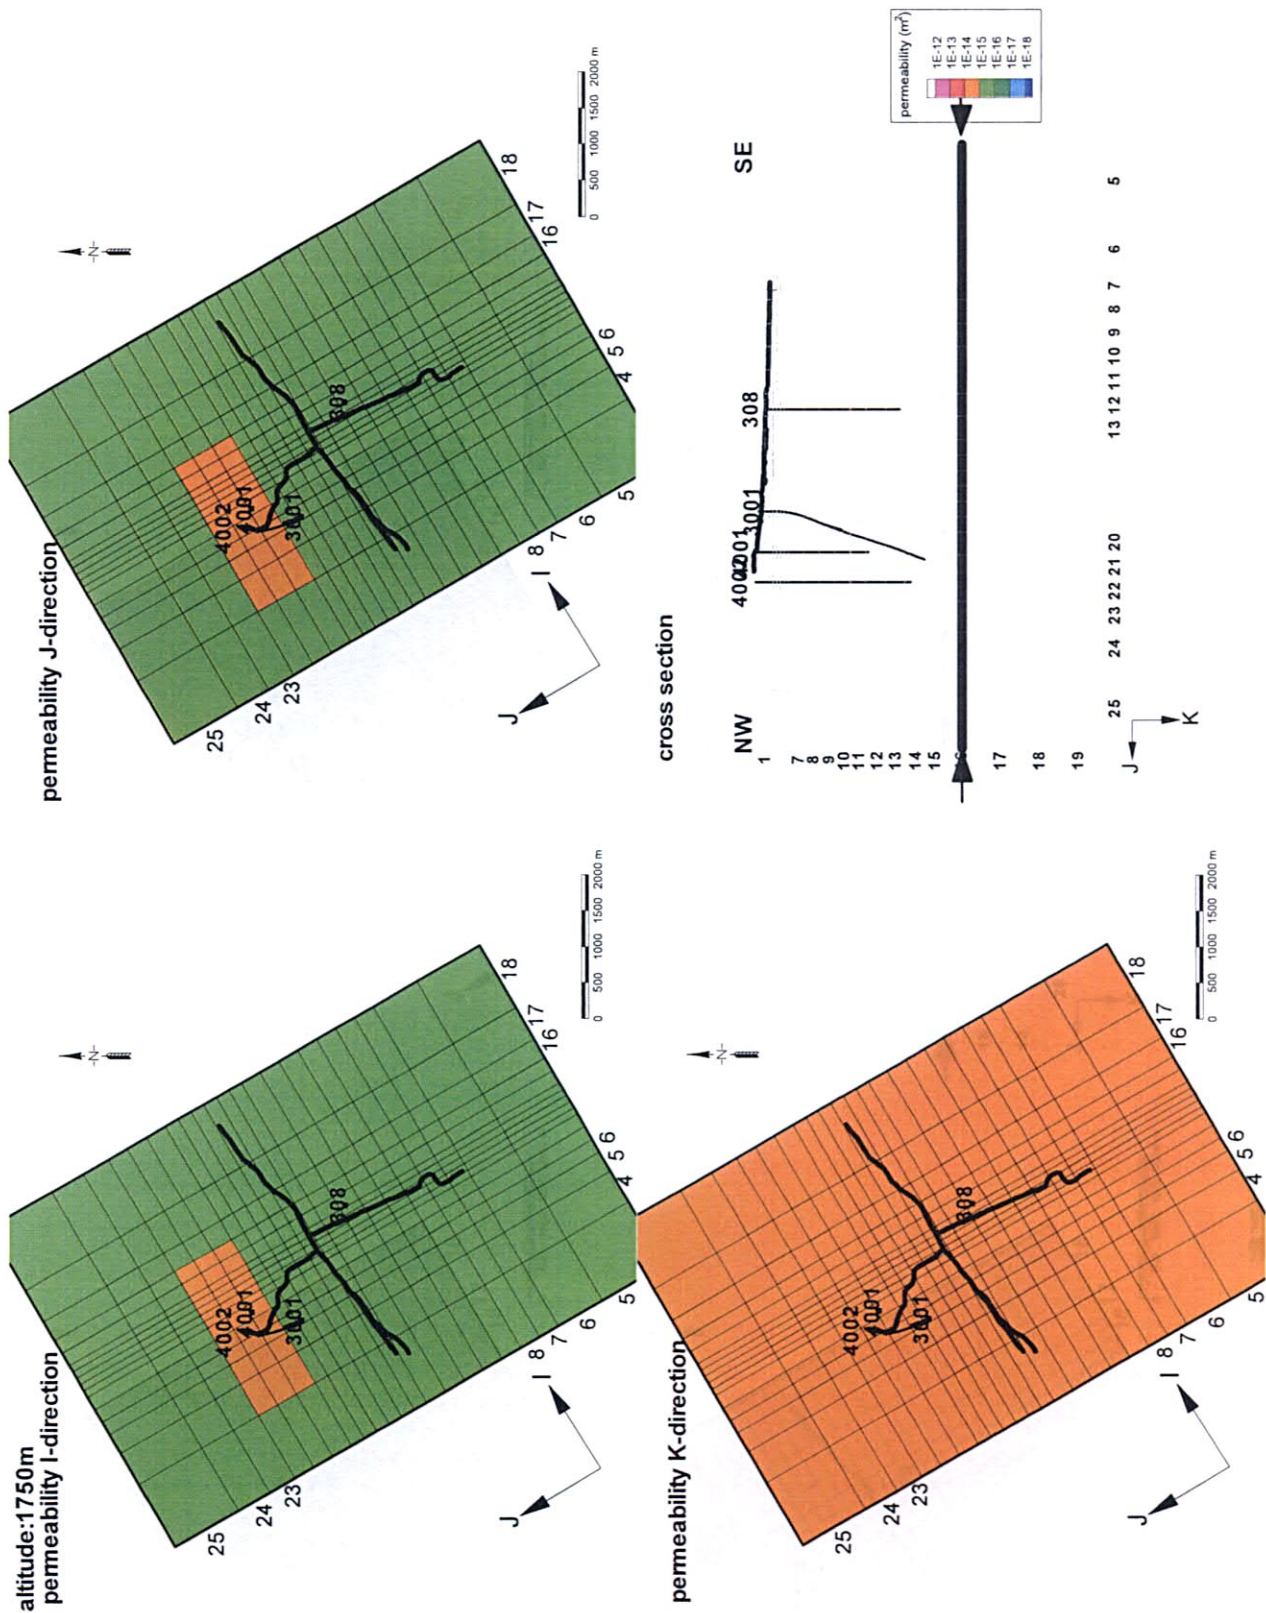 altitude:1750m
permeability I-direction
-N-
4002
4001
3001
308
25
24
23
8
7
6
5
4
5
6
16
17
18
J
I
0 500 1000 1500 2000 m
permeability J-direction
-N-
4002
4001
3001
308
25
24
23
8
7
6
5
4
5
6
16
17
18
J
I
0 500 1000 1500 2000 m
permeability K-direction
-N-
4002
4001
3001
308
25
24
23
8
7
6
5
4
5
6
16
17
18
J
I
0 500 1000 1500 2000 m
cross section
NW
SE
4002
4001
3001
308
1
7
8
9
10
11
12
13
14
15
16
17
18
19
25 24 23 22 21 20 13 12 11 10 9 8 7 6 5
J
K
permeability (m²)
1E-12
1E-13
1E-14
1E-15
1E-16
1E-17
1E-18